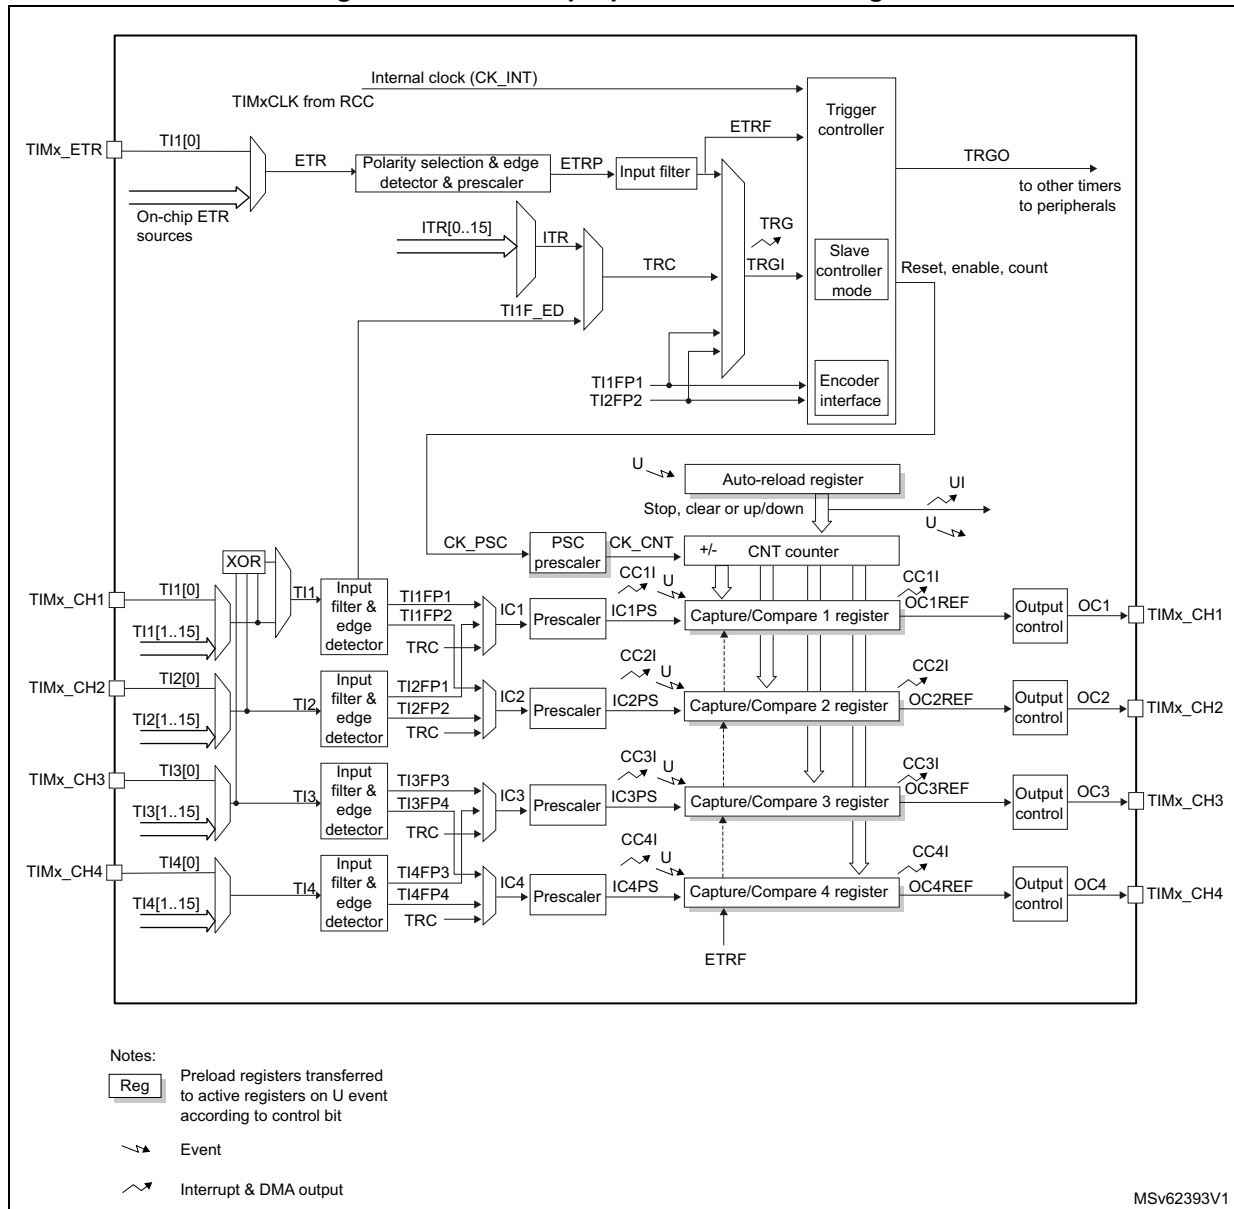 Internal clock (CK_INT)
TIMxCLK from RCC
Trigger
controller
ETRF
TIMx_ETR
TI1[0]
ETR
Polarity selection & edge
detector & prescaler
ETRP
Input filter
TRGO
to other timers
to peripherals
On-chip ETR
sources
ITR[0..15]
ITR
TRG
TRC
TRGI
Slave
controller
mode
Reset, enable, count
TI1F_ED
TI1FP1
TI2FP2
Encoder
interface
U
Auto-reload register
UI
Stop, clear or up/down
U
CK_PSC
PSC
prescaler
CK_CNT
+/-
CNT counter
XOR
TIMx_CH1
TI1[0]
TI1[1..15]
TI1
Input
filter &
edge
detector
TI1FP1
TI1FP2
TRC
IC1
Prescaler
IC1PS
CC1I
U
Capture/Compare 1 register
CC1I
OC1REF
Output
control
OC1
TIMx_CH1
TIMx_CH2
TI2[0]
TI2[1..15]
TI2
Input
filter &
edge
detector
TI2FP1
TI2FP2
TRC
IC2
Prescaler
IC2PS
CC2I
U
Capture/Compare 2 register
CC2I
OC2REF
Output
control
OC2
TIMx_CH2
TIMx_CH3
TI3[0]
TI3[1..15]
TI3
Input
filter &
edge
detector
TI3FP3
TI3FP4
TRC
IC3
Prescaler
IC3PS
CC3I
U
Capture/Compare 3 register
CC3I
OC3REF
Output
control
OC3
TIMx_CH3
TIMx_CH4
TI4[0]
TI4[1..15]
TI4
Input
filter &
edge
detector
TI4FP3
TI4FP4
TRC
IC4
Prescaler
IC4PS
CC4I
U
Capture/Compare 4 register
CC4I
OC4REF
Output
control
OC4
TIMx_CH4
ETRF
Notes:
Reg
Preload registers transferred
to active registers on U event
according to control bit
Event
Interrupt & DMA output
MSv62393V1